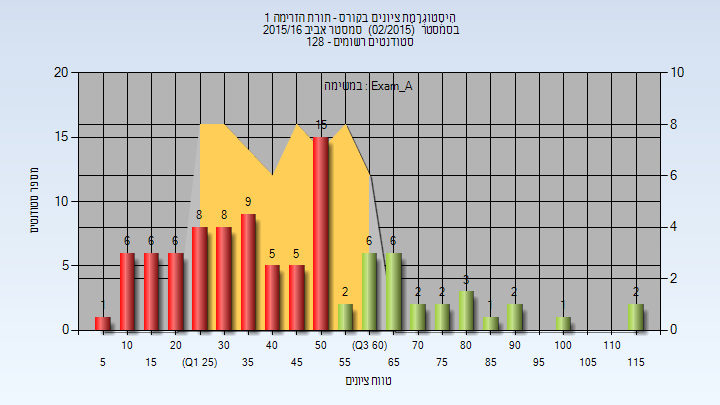 היסטוגרמת ציונים בקורס - תורת הזרימה 1
בסמסטר (02/2015) סמסטר אביב 2015/16
סטודנטים רשומים - 128
במשימה : Exam_A
20 15 10 5 0
10 8 6 4 2 0
מספר סטודנטים
1 6 6 6 8 8 9 5 5 15 2 6 6 2 2 3 1 2 1 2
10 20 30 40 50 (Q3 60) 70 80 90 100 110
5 15 (Q1 25) 35 45 55 65 75 85 95 105 115
טווח ציונים